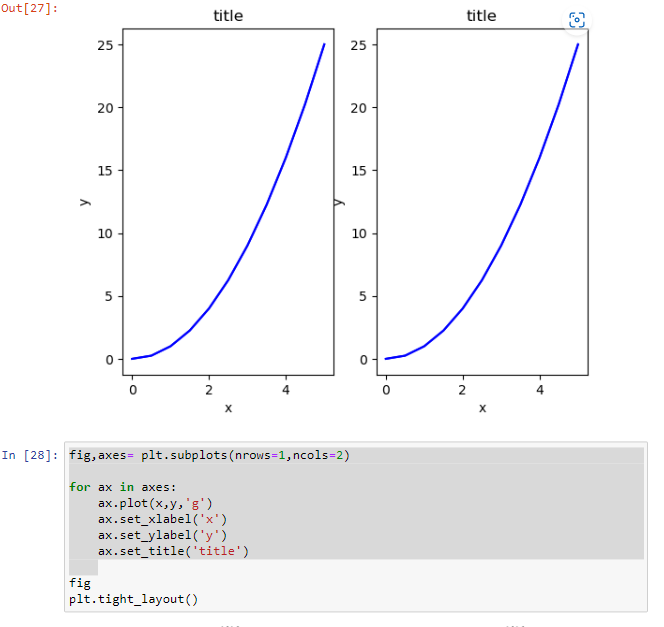 Out[27]:
title title
25 25
20 20
15 15
y y
10 10
5 5
0 0
0 2 4 0 2 4
x x
In [28]: fig,axes= plt.subplots(nrows=1,ncols=2)
for ax in axes:
ax.plot(x,y,'g')
ax.set_xlabel('x')
ax.set_ylabel('y')
ax.set_title('title')
fig
plt.tight_layout()